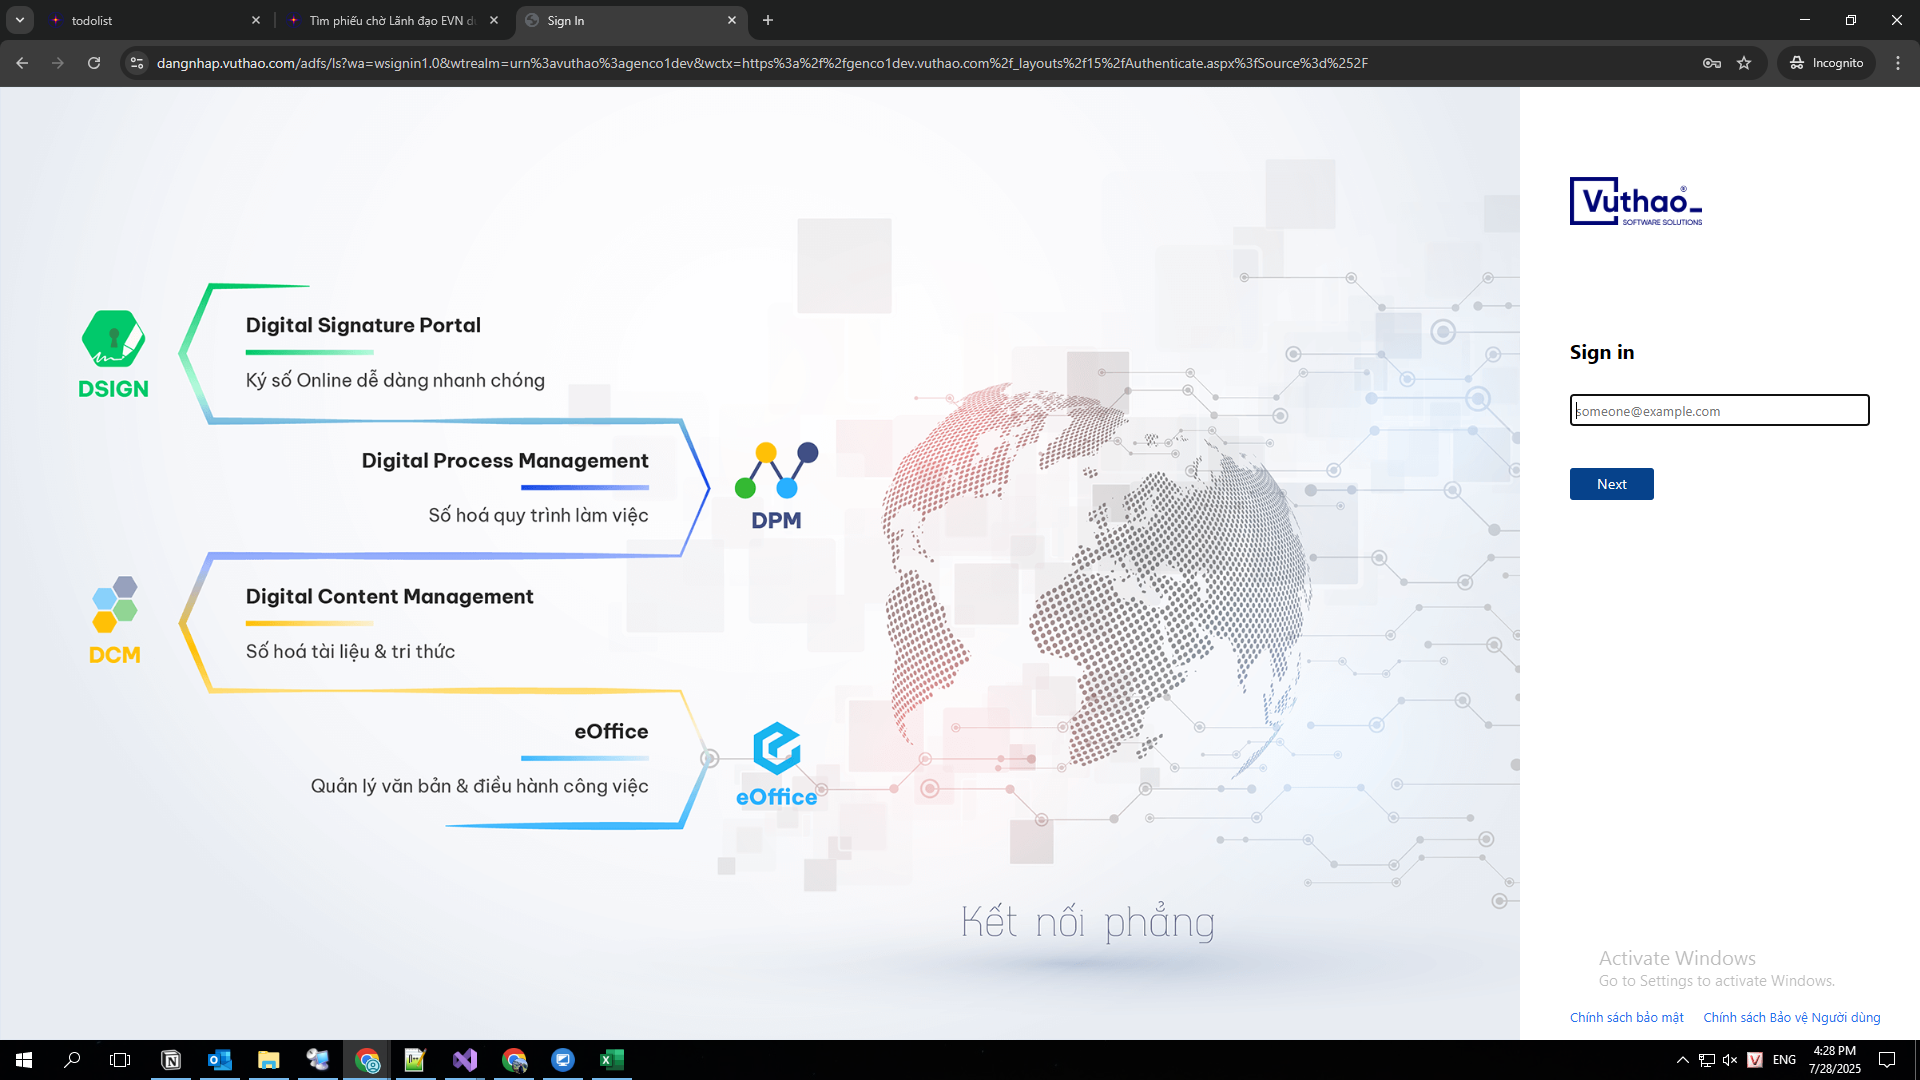 todolist
Tìm phiếu chờ Lãnh đạo EVN d
Sign In
dangnhap.vuthao.com/adfs/ls?wa=wsignin1.0&wtrealm=urn%3avuthao%3agenco1dev&wctx=https%3a%2f%2fgenco1dev.vuthao.com%2f_layouts%2f15%2fAuthenticate.aspx%3fSource%3d%252F
Incognito
Vuthao
®
SOFTWARE SOLUTIONS
Digital Signature Portal
Ký số Online dễ dàng nhanh chóng
DSIGN
Digital Process Management
Số hoá quy trình làm việc
DPM
Digital Content Management
Số hoá tài liệu & tri thức
DCM
eOffice
Quản lý văn bản & điều hành công việc
eOffice
Kết nối phẳng
Sign in
someone@example.com
Next
Activate Windows
Go to Settings to activate Windows.
Chính sách bảo mật
Chính sách Bảo vệ Người dùng
ENG
4:28 PM
7/28/2025